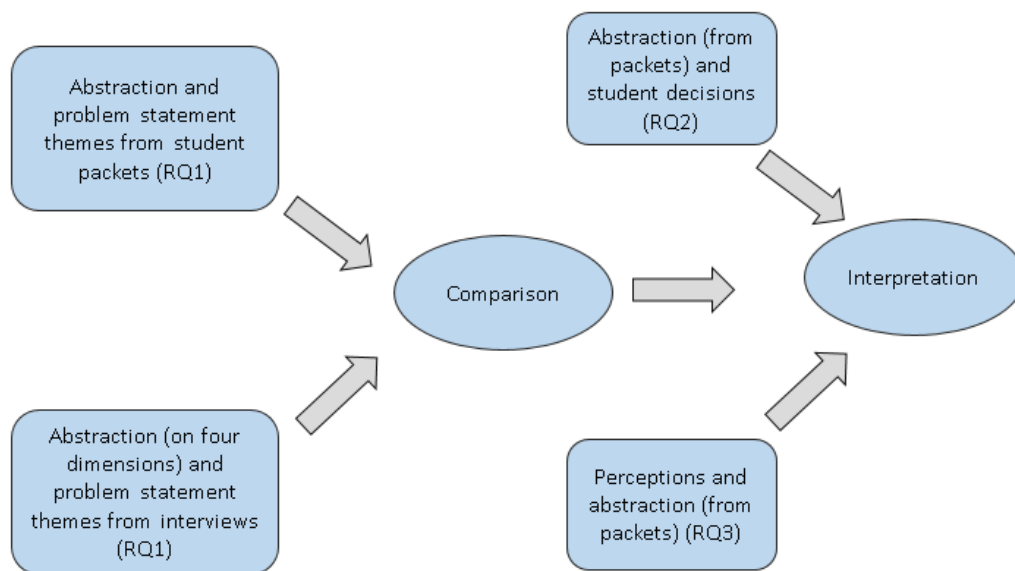 Abstraction and
problem statement
themes from student
packets (RQ1)
Abstraction (from
packets) and
student decisions
(RQ2)
Comparison
Interpretation
Abstraction (on four
dimensions) and
problem statement
themes from interviews
(RQ1)
Perceptions and
abstraction (from
packets) (RQ3)